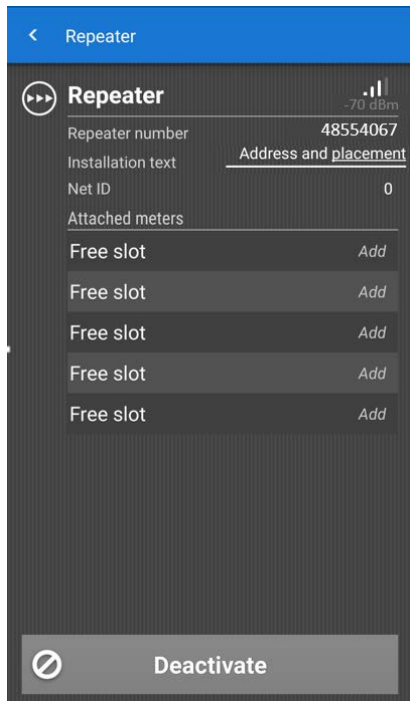 Repeater
Repeater
-70 dBm
Repeater number 48554067
Installation text Address and placement
Net ID 0
Attached meters
Free slot Add
Free slot Add
Free slot Add
Free slot Add
Free slot Add
Deactivate